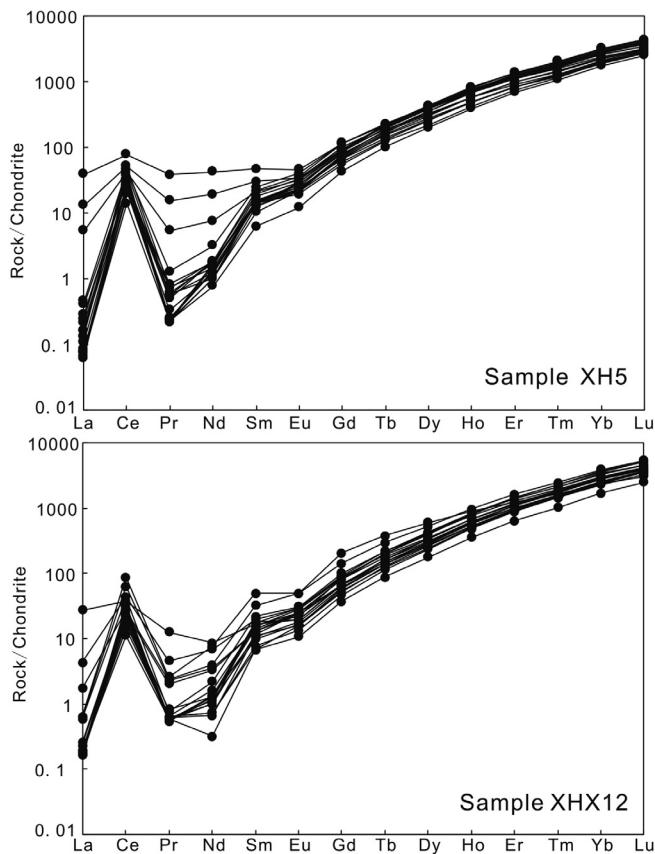 10000
1000
100
10
1
0. 1
0. 01
Rock/Chondrite
Sample XH5
La Ce Pr Nd Sm Eu Gd Tb Dy Ho Er Tm Yb Lu
10000
1000
100
10
1
0. 1
0. 01
Rock/Chondrite
Sample XHX12
La Ce Pr Nd Sm Eu Gd Tb Dy Ho Er Tm Yb Lu